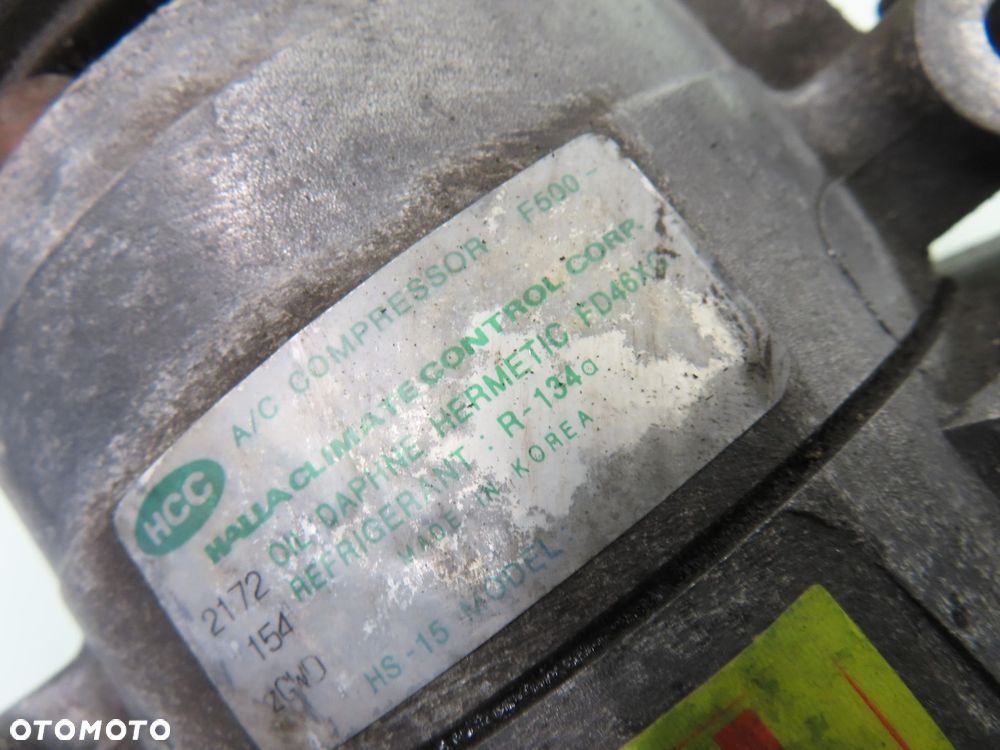 A/C COMPRESSOR F500-
HCC HALLA CLIMATE CONTROL CORP.
OIL: DAPHNE HERMETIC FD46XG
REFRIGERANT : R-134a
MADE IN KOREA
HS-15 MODEL
2172
154
2GWD
OTOMOTO